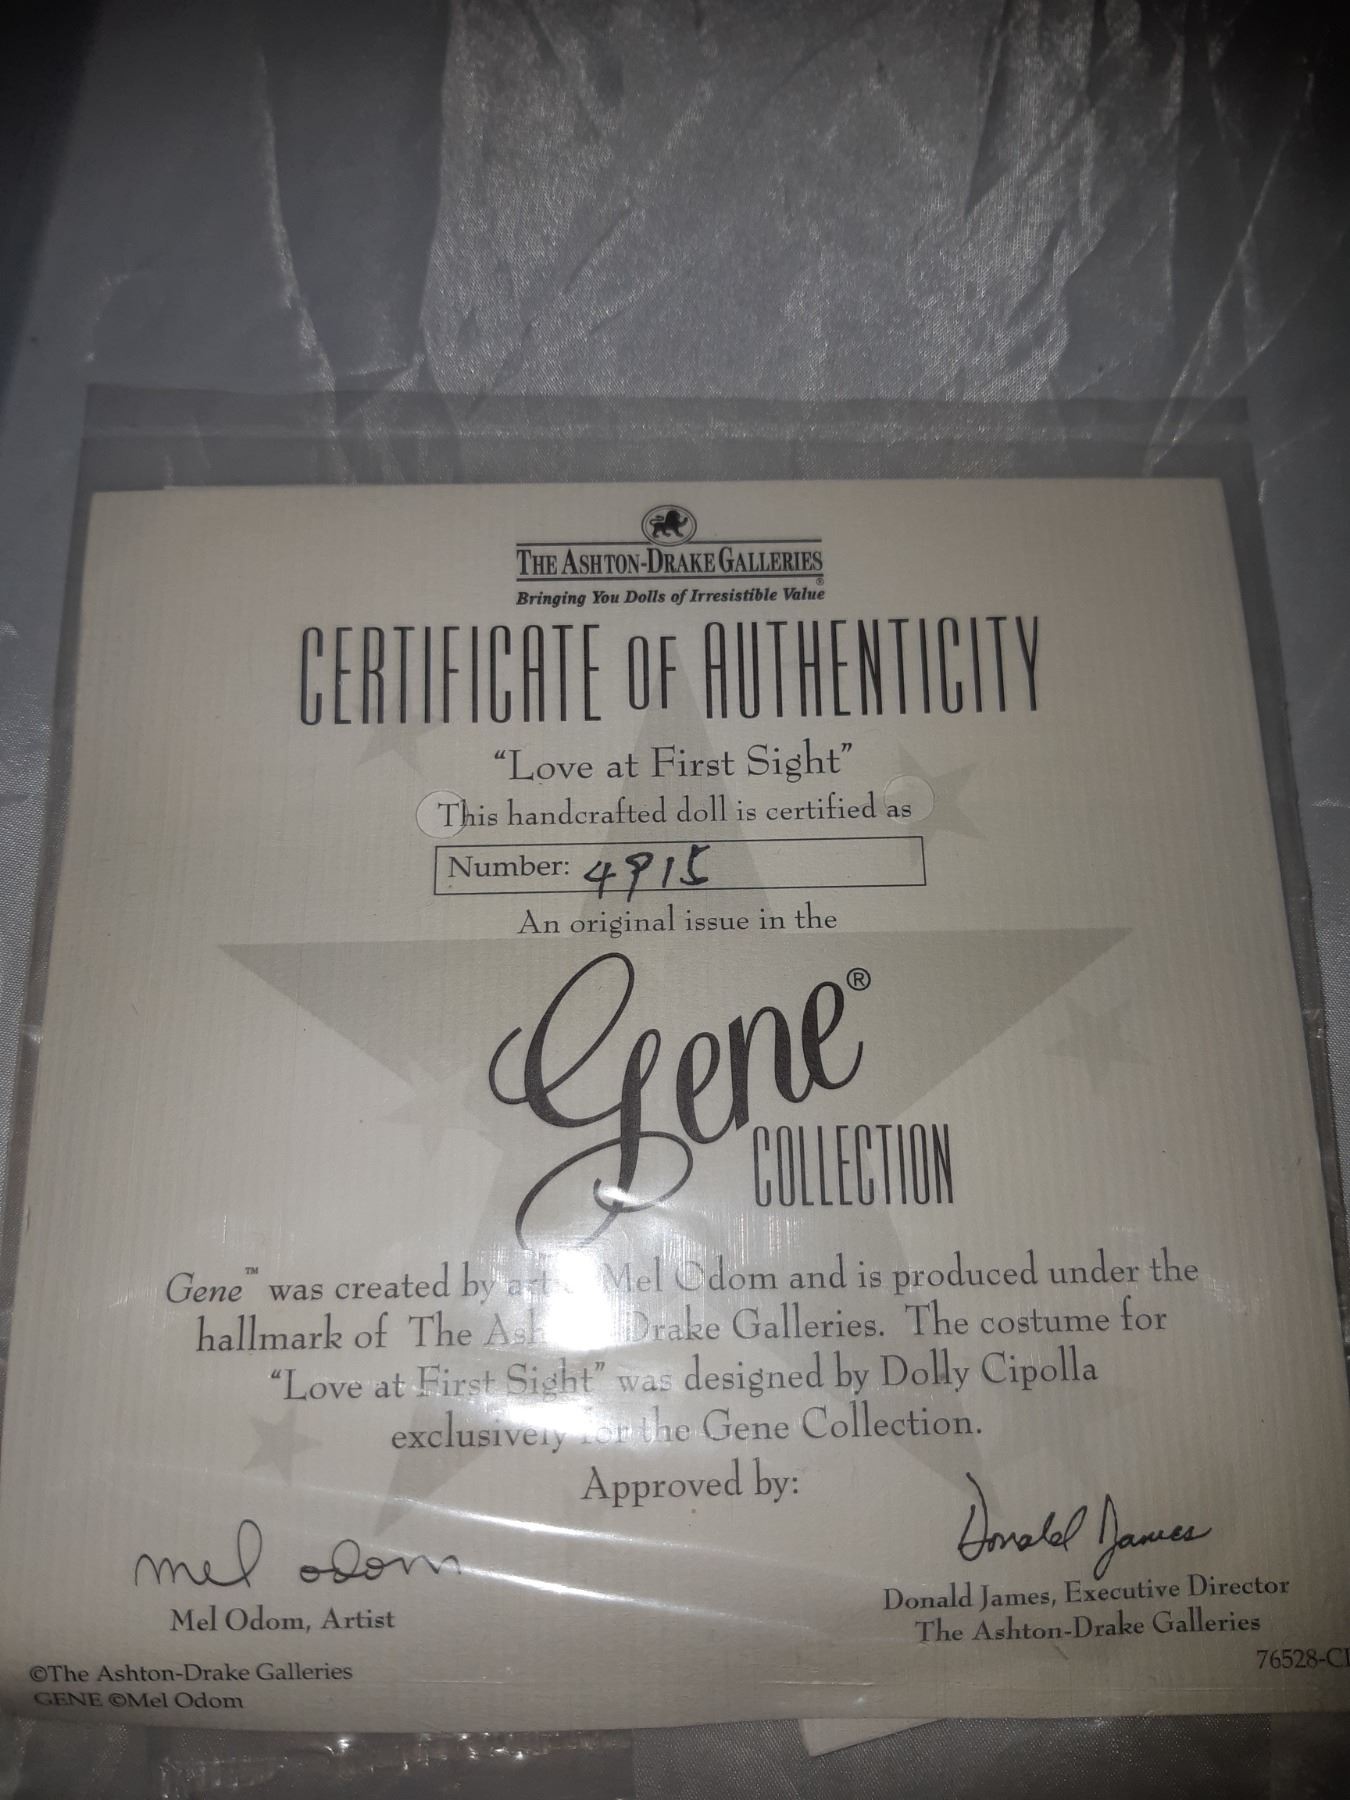 THE ASHTON-DRAKE GALLERIES®
Bringing You Dolls of Irresistible Value
CERTIFICATE OF AUTHENTICITY
“Love at First Sight”
This handcrafted doll is certified as
Number: 4915
An original issue in the
Gene®
COLLECTION
Gene™ was created by Mel Odom and is produced under the
hallmark of The Drake Galleries. The costume for
“Love at First Sight” was designed by Dolly Cipolla
exclusively for the Gene Collection.
Approved by:
mel odom
Donald James
Mel Odom, Artist
Donald James, Executive Director
The Ashton-Drake Galleries
©The Ashton-Drake Galleries
GENE ©Mel Odom
76528-CI